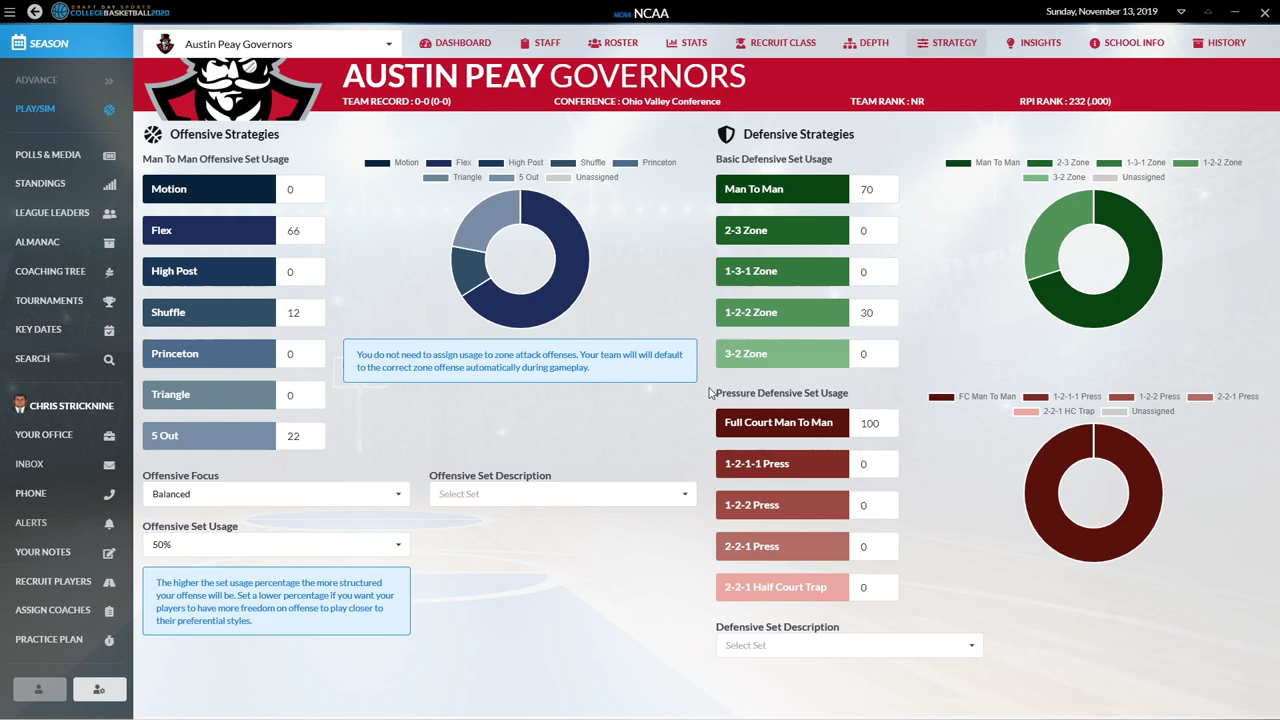 DRAFT DAY SPORTS
COLLEGE BASKETBALL 2020
NCAA NCAA
Sunday, November 13, 2019
SEASON
Austin Peay Governors
DASHBOARD STAFF ROSTER STATS RECRUIT CLASS DEPTH STRATEGY INSIGHTS SCHOOL INFO HISTORY
ADVANCE
PLAY/SIM
POLLS & MEDIA
STANDINGS
LEAGUE LEADERS
ALMANAC
COACHING TREE
TOURNAMENTS
KEY DATES
SEARCH
CHRIS STRICKNINE
YOUR OFFICE
INBOX
PHONE
ALERTS
YOUR NOTES
RECRUIT PLAYERS
ASSIGN COACHES
PRACTICE PLAN
AUSTIN PEAY GOVERNORS
TEAM RECORD : 0-0 (0-0) CONFERENCE : Ohio Valley Conference TEAM RANK : NR RPI RANK : 232 (.000)
Offensive Strategies
Man To Man Offensive Set Usage
Motion 0
Flex 66
High Post 0
Shuffle 12
Princeton 0
Triangle 0
5 Out 22
Motion Flex High Post Shuffle Princeton
Triangle 5 Out Unassigned
You do not need to assign usage to zone attack offenses. Your team will will default
to the correct zone offense automatically during gameplay.
Offensive Focus
Balanced
Offensive Set Description
Select Set
Offensive Set Usage
50%
The higher the set usage percentage the more structured
your offense will be. Set a lower percentage if you want your
players to have more freedom on offense to play closer to
their preferential styles.
Defensive Strategies
Basic Defensive Set Usage
Man To Man 70
2-3 Zone 0
1-3-1 Zone 0
1-2-2 Zone 30
3-2 Zone 0
Man To Man 2-3 Zone 1-3-1 Zone 1-2-2 Zone
3-2 Zone Unassigned
Pressure Defensive Set Usage
Full Court Man To Man 100
1-2-1-1 Press 0
1-2-2 Press 0
2-2-1 Press 0
2-2-1 Half Court Trap 0
FC Man To Man 1-2-1-1 Press 1-2-2 Press 2-2-1 Press
2-2-1 HC Trap Unassigned
Defensive Set Description
Select Set